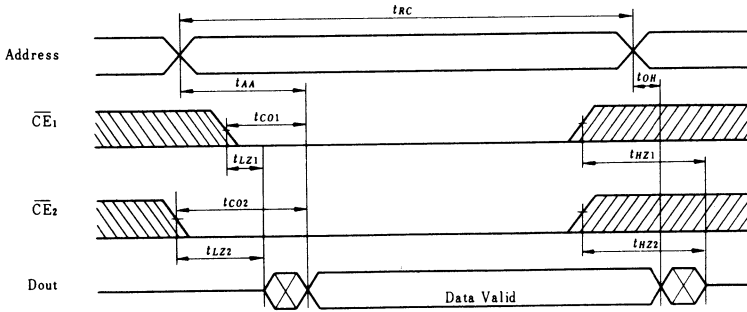 tRC
Address
tAA
tOH
CE1
tCO1
tLZ1
tHZ1
CE2
tCO2
tLZ2
tHZ2
Dout
Data Valid